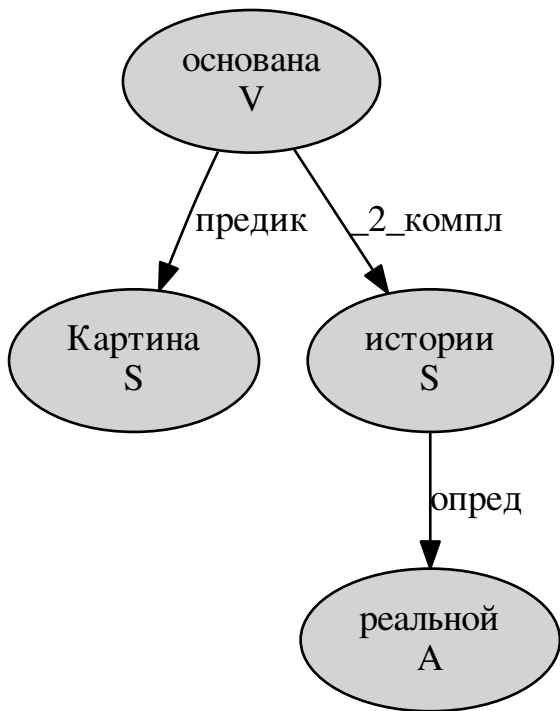 основана
V
предик
_2_компл
Картина
S
истории
S
опред
реальной
A